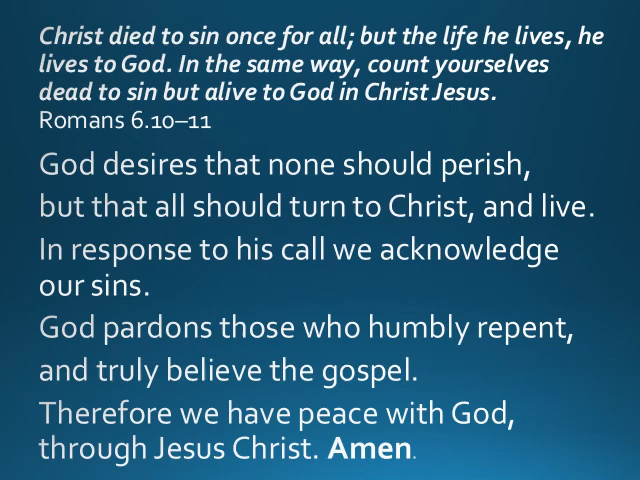 Christ died to sin once for all; but the life he lives, he
lives to God. In the same way, count yourselves
dead to sin but alive to God in Christ Jesus.
Romans 6.10–11
God desires that none should perish,
but that all should turn to Christ, and live.
In response to his call we acknowledge
our sins.
God pardons those who humbly repent,
and truly believe the gospel.
Therefore we have peace with God,
through Jesus Christ. Amen.